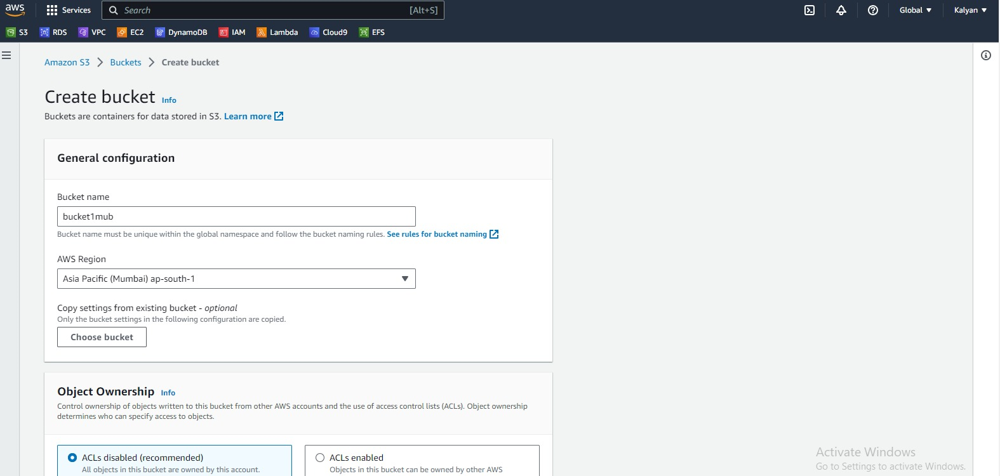 aws Services Search [Alt+S] Global Kalyan
S3 RDS VPC EC2 DynamoDB IAM Lambda Cloud9 EFS
Amazon S3 Buckets Create bucket
Create bucket Info
Buckets are containers for data stored in S3. Learn more
General configuration
Bucket name
bucket1mub
Bucket name must be unique within the global namespace and follow the bucket naming rules. See rules for bucket naming
AWS Region
Asia Pacific (Mumbai) ap-south-1
Copy settings from existing bucket - optional
Only the bucket settings in the following configuration are copied.
Choose bucket
Object Ownership Info
Control ownership of objects written to this bucket from other AWS accounts and the use of access control lists (ACLs). Object ownership
determines who can specify access to objects.
ACLs disabled (recommended)
All objects in this bucket are owned by this account.
ACLs enabled
Objects in this bucket can be owned by other AWS
Activate Windows
Go to Settings to activate Windows.